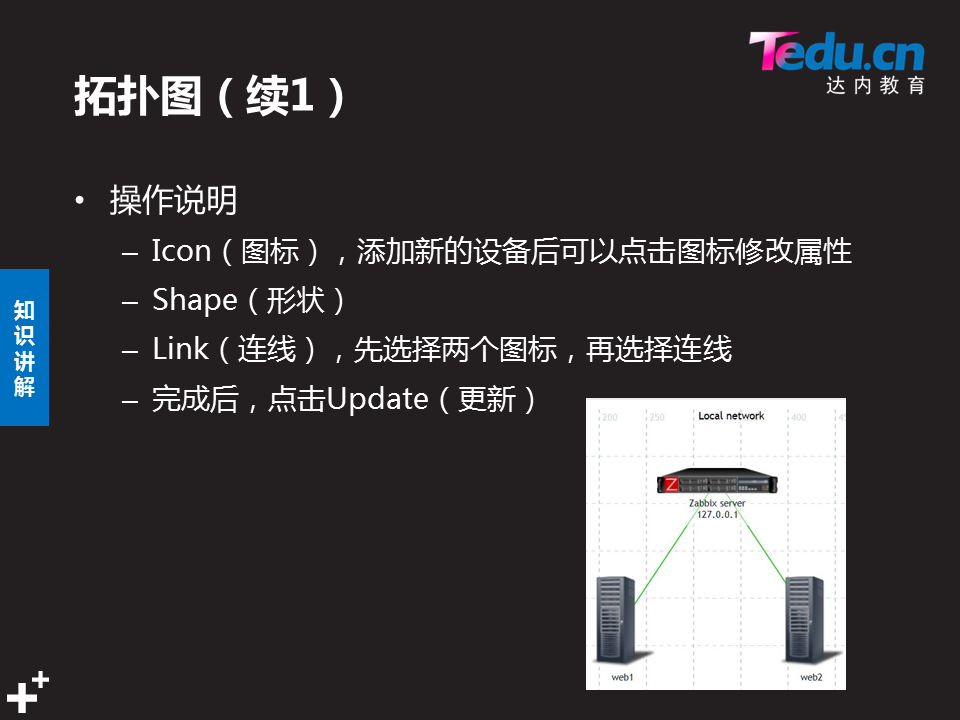 Tedu.cn
达内教育
拓扑图（续1）
• 操作说明
– Icon（图标），添加新的设备后可以点击图标修改属性
– Shape（形状）
– Link（连线），先选择两个图标，再选择连线
– 完成后，点击Update（更新）
知
识
讲
解
200 250 Local network 400 45
Z
Zabbix server
127.0.0.1
web1 web2